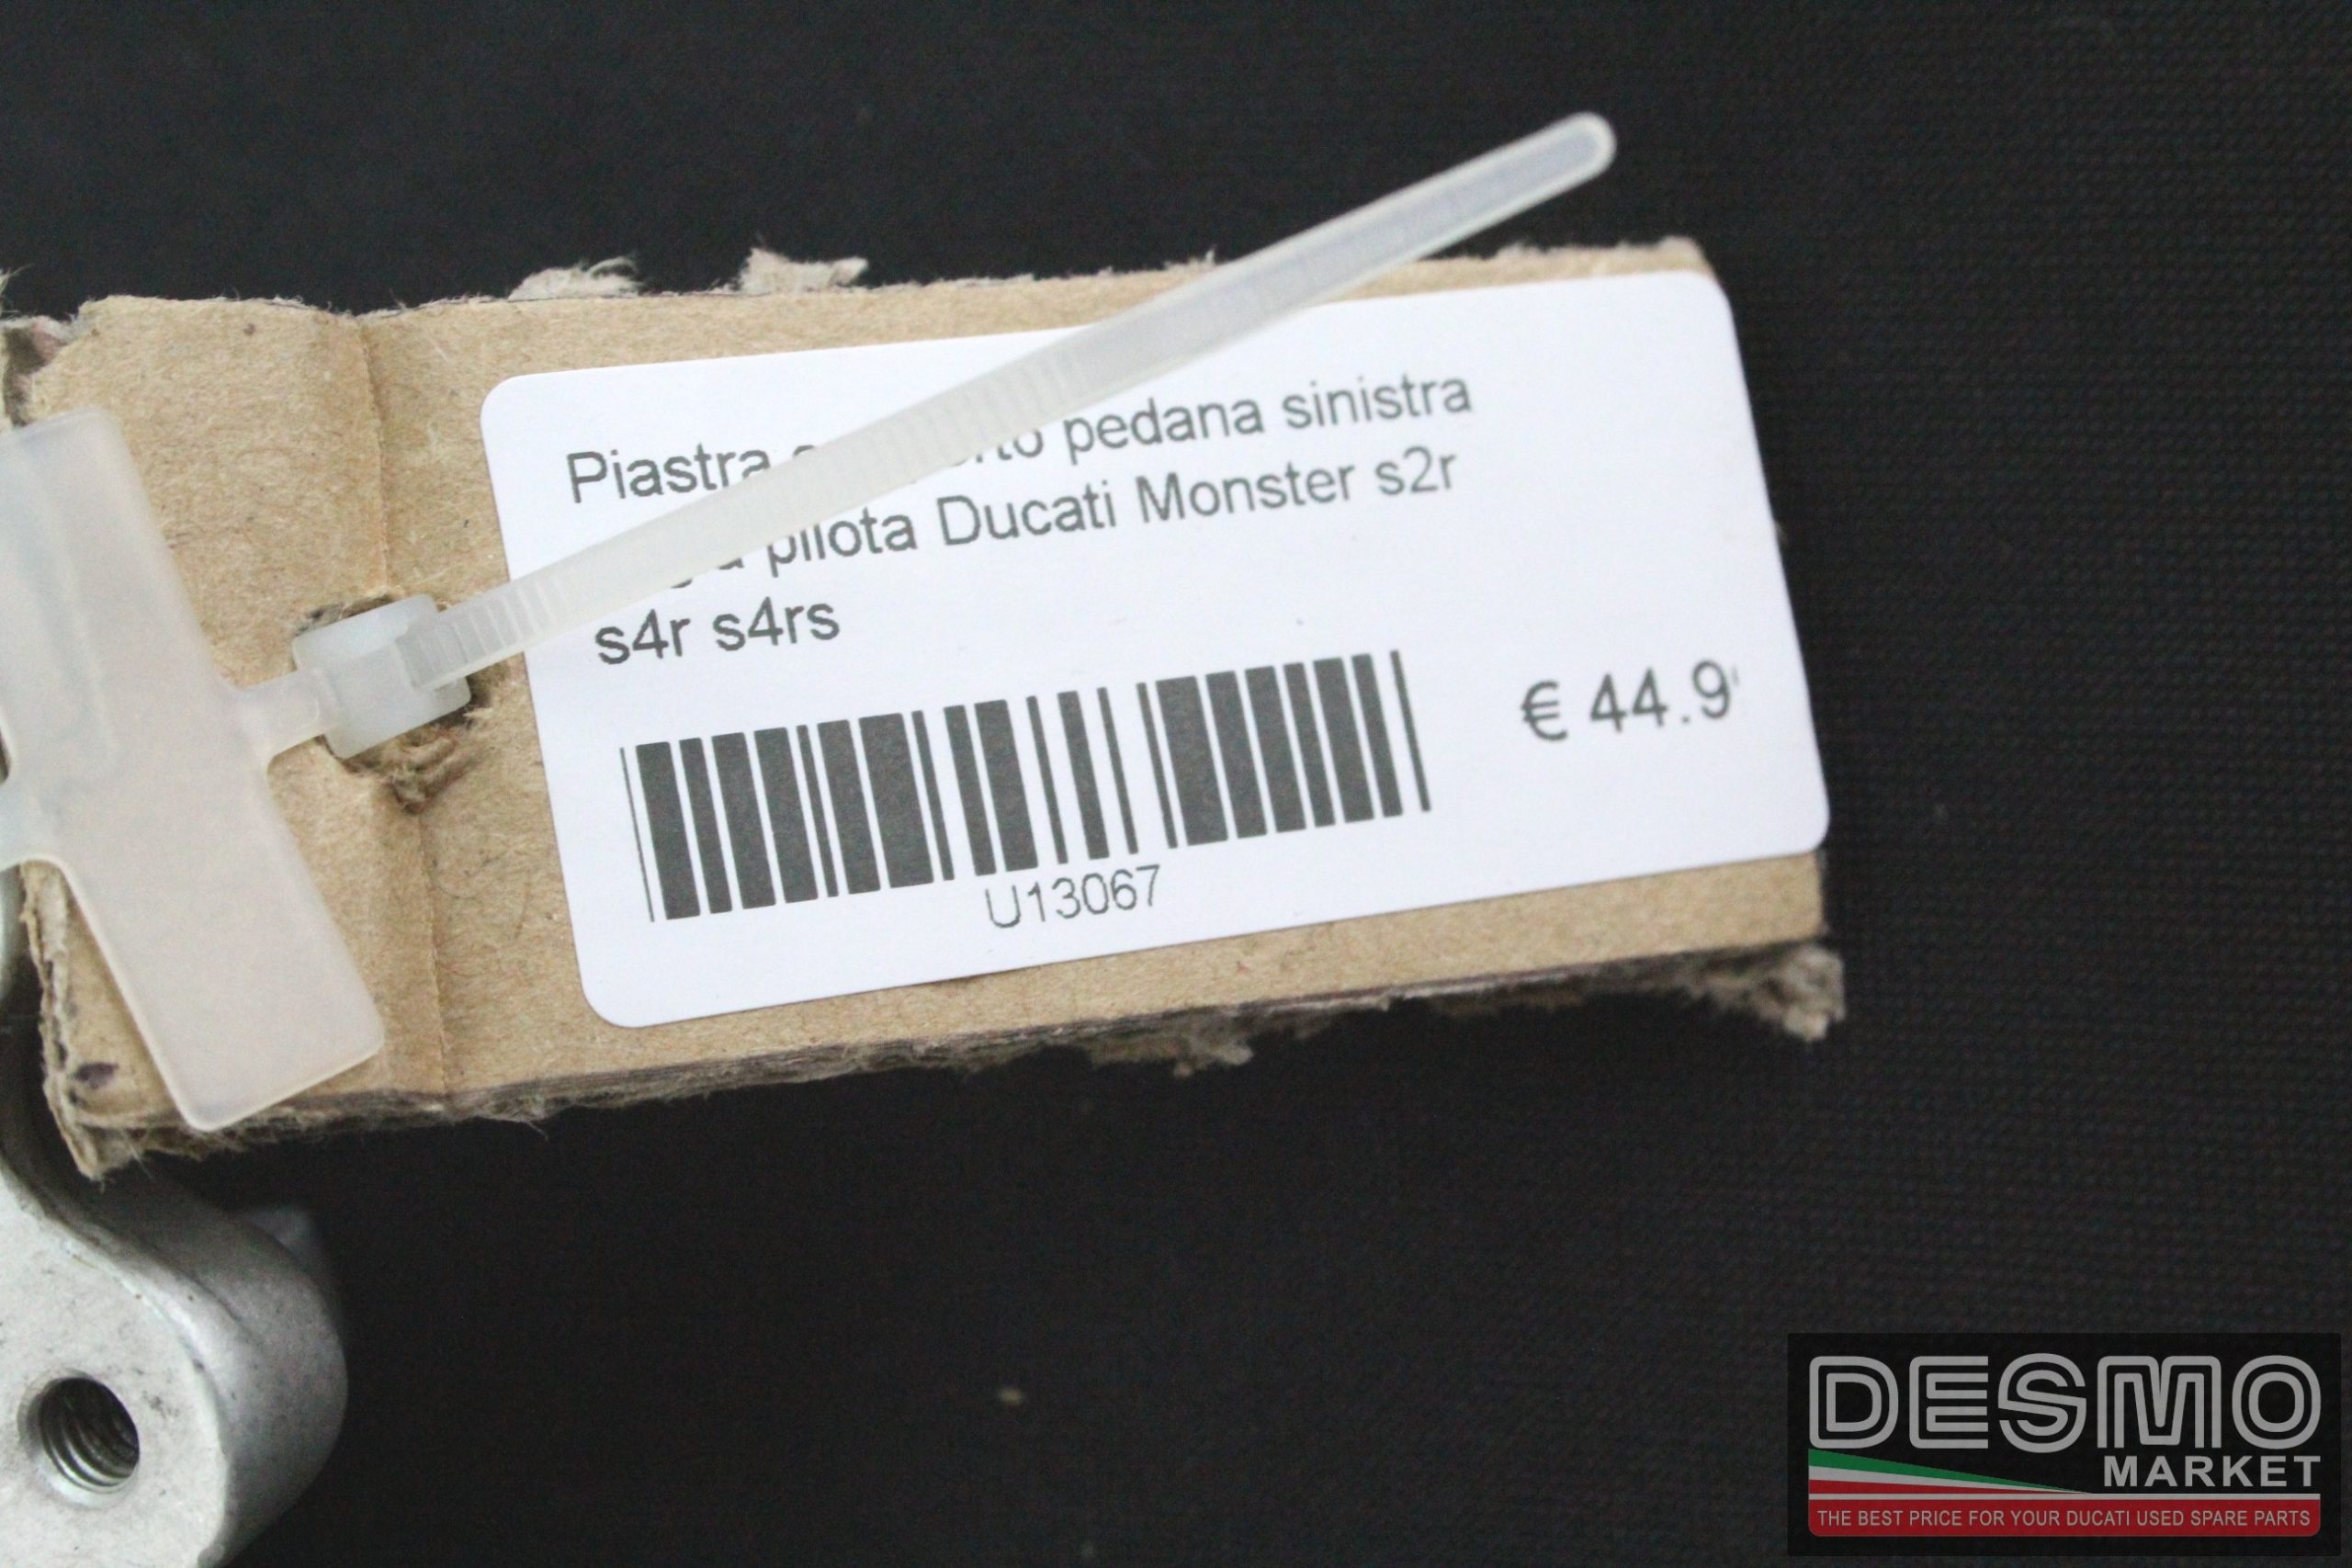 Piastra pedana sinistra
pilota Ducati Monster s2r
s4r s4rs
€ 44.9
U13067
DESMO
MARKET
THE BEST PRICE FOR YOUR DUCATI USED SPARE PARTS